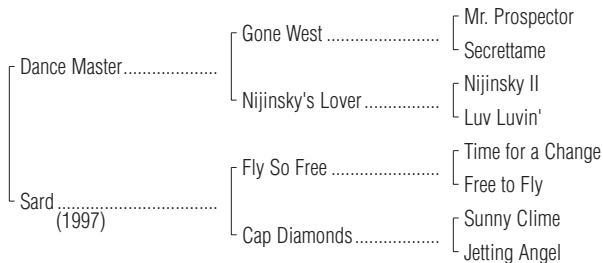 Mr. Prospector
Gone West ....................
Secrettame
Dance Master....................
Nijinsky II
Nijinsky's Lover ................
Luv Luvin'
Time for a Change
Fly So Free ....................
Free to Fly
Sard ..................................
(1997)
Sunny Clime
Cap Diamonds..................
Jetting Angel